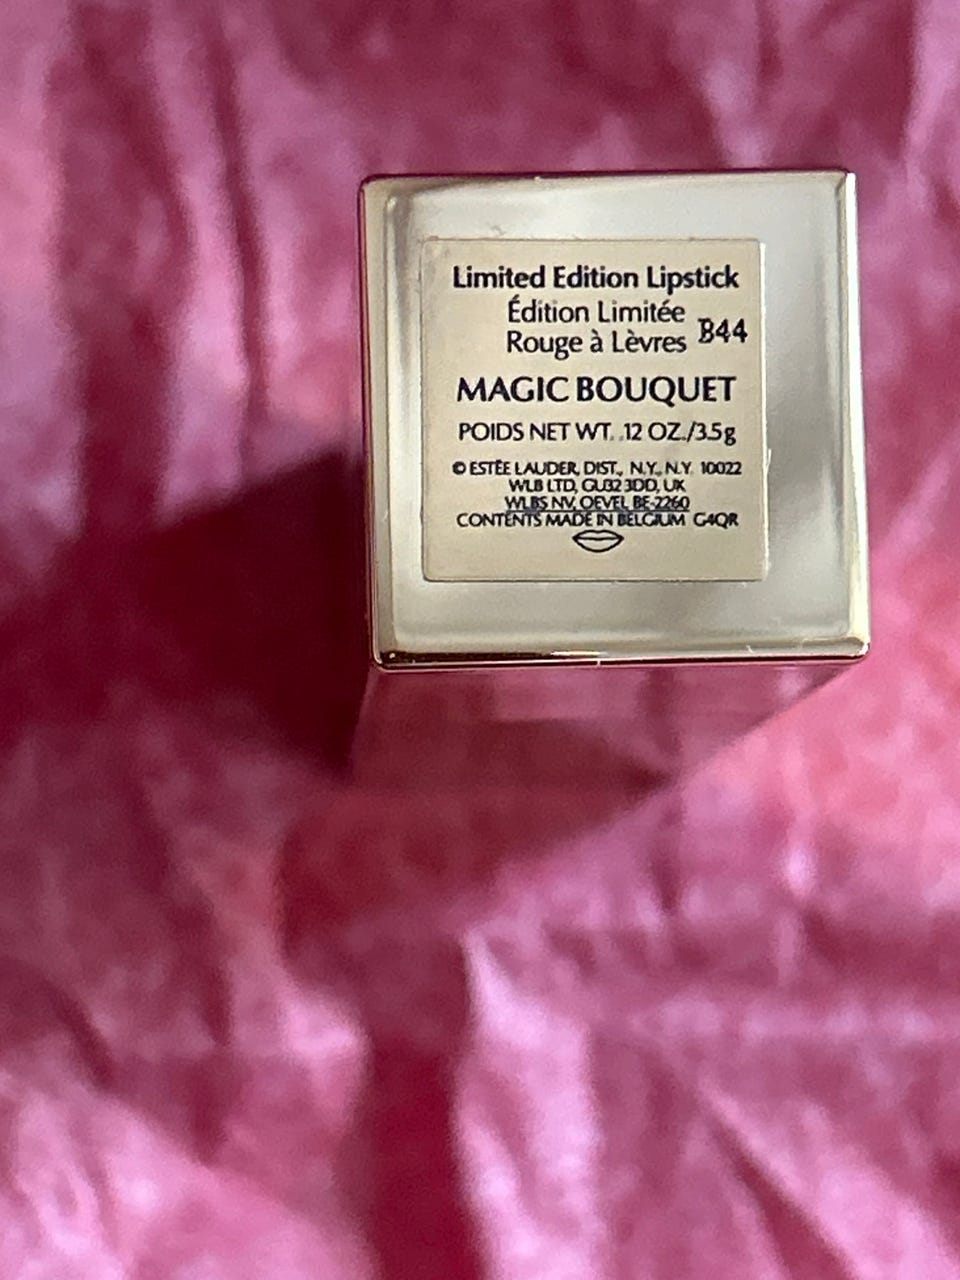 Limited Edition Lipstick
Édition Limitée
Rouge à Lèvres B44
MAGIC BOUQUET
POIDS NET WT. .12 OZ./3.5g
© ESTĒE LAUDER, DIST., N.Y., N.Y. 10022
WLB LTD, GU32 3DD, UK
WLBS NV, OEVEL BE-2260
CONTENTS MADE IN BELGIUM G4QR